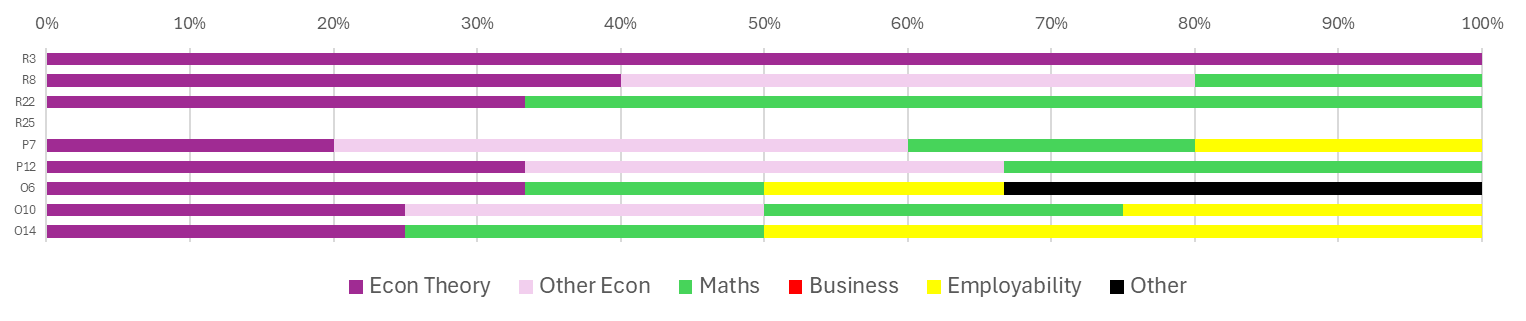 0% 10% 20% 30% 40% 50% 60% 70% 80% 90% 100%
R3
R8
R22
R25
P7
P12
O6
O10
O14
Econ Theory Other Econ Maths Business Employability Other